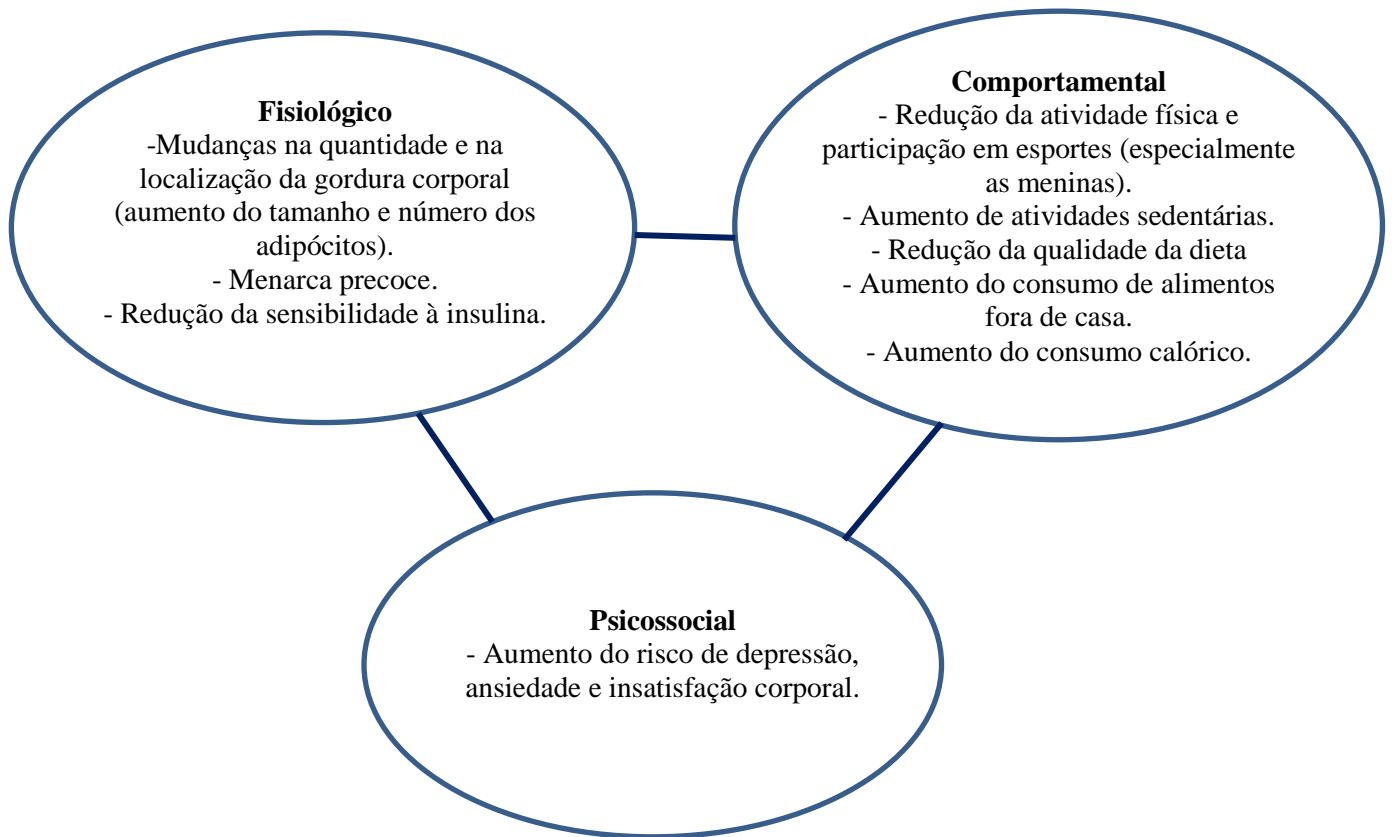 Fisiológico
-Mudanças na quantidade e na
localização da gordura corporal
(aumento do tamanho e número dos
adipócitos).
- Menarca precoce.
- Redução da sensibilidade à insulina.
Comportamental
- Redução da atividade física e
participação em esportes (especialmente
as meninas).
- Aumento de atividades sedentárias.
- Redução da qualidade da dieta
- Aumento do consumo de alimentos
fora de casa.
- Aumento do consumo calórico.
Psicossocial
- Aumento do risco de depressão,
ansiedade e insatisfação corporal.